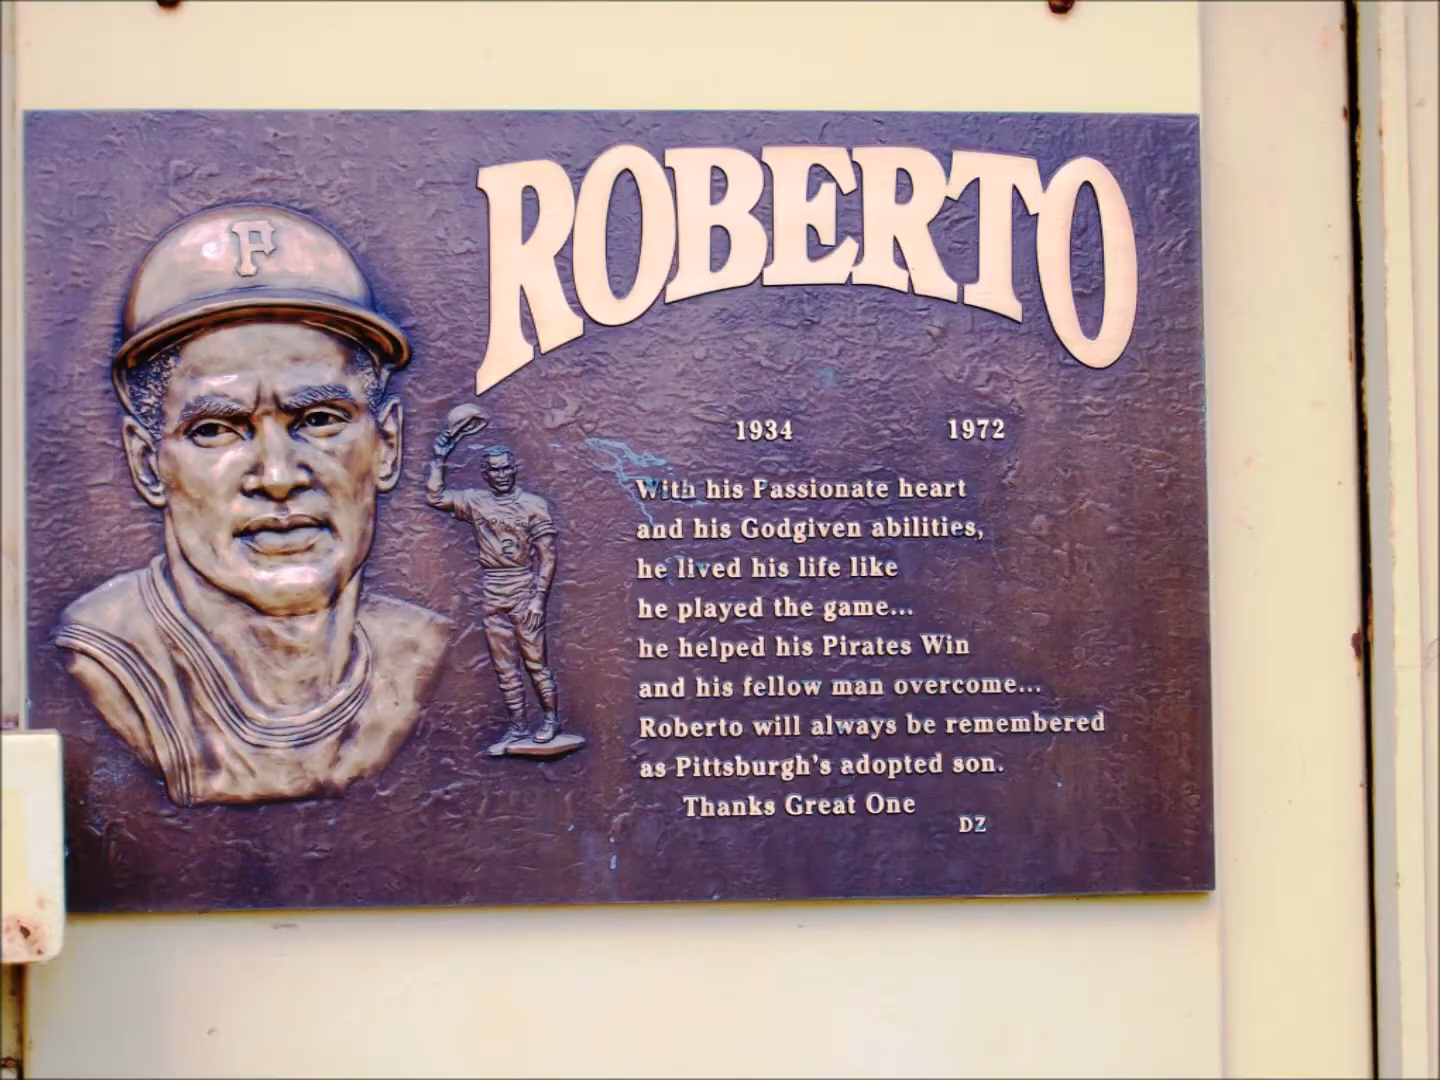 P
ROBERTO
1934 1972
With his Passionate heart
and his Godgiven abilities,
he lived his life like
he played the game...
he helped his Pirates Win
and his fellow man overcome...
Roberto will always be remembered
as Pittsburgh's adopted son.
Thanks Great One
DZ